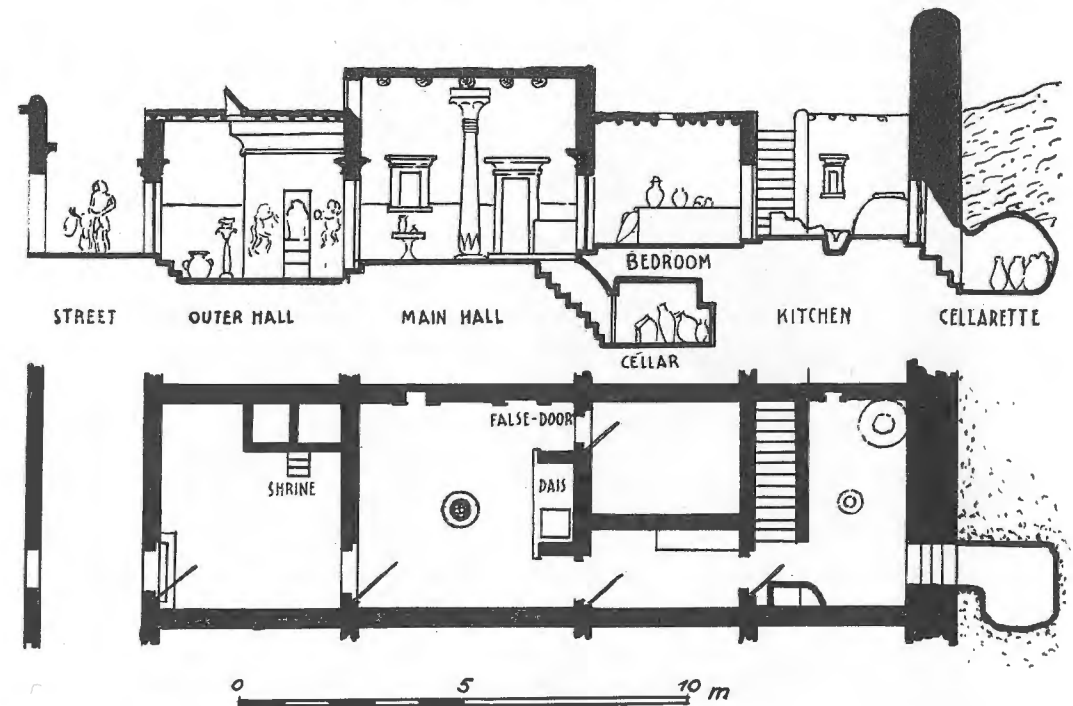 BEDROOM
STREET
OUTER HALL
MAIN HALL
KITCHEN
CELLARETTE
CELLAR
FALSE-DOOR
DAIS
SHRINE
0 5 10 m